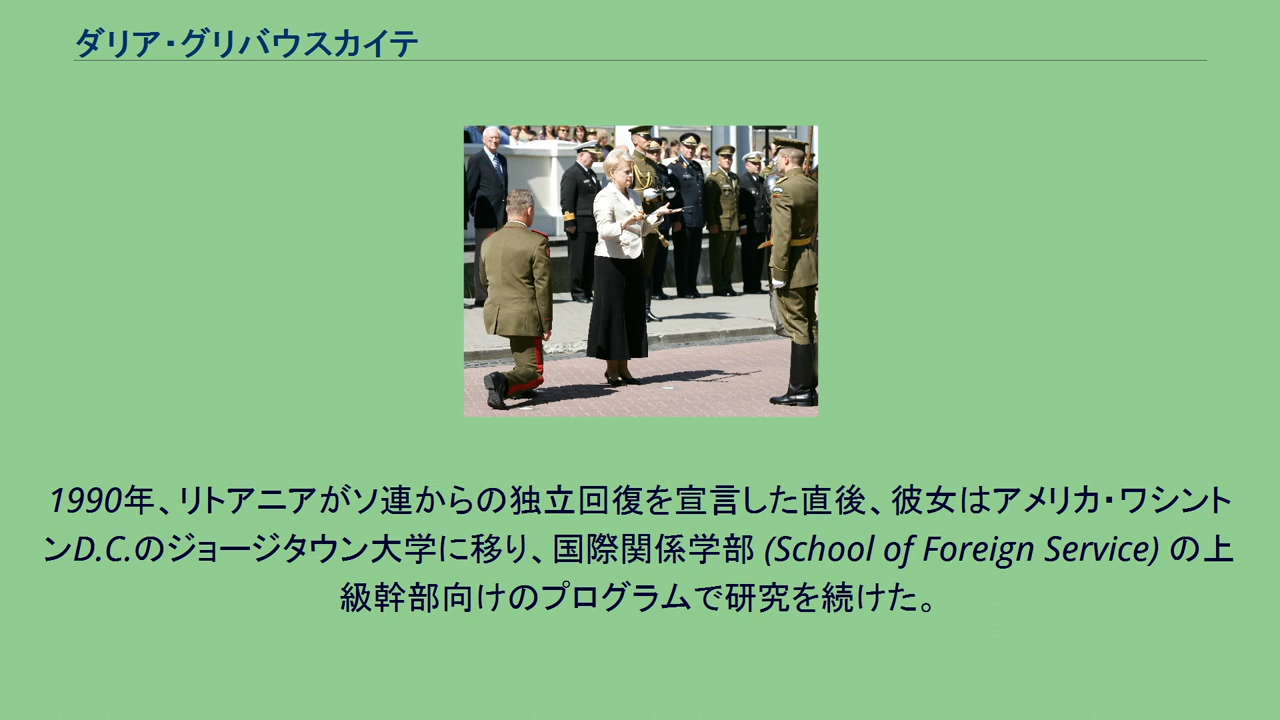 ダリア・グリバウスカイテ
1990年、リトアニアがソ連からの独立回復を宣言した直後、彼女はアメリカ・ワシント
ンD.C.のジョージタウン大学に移り、国際関係学部 (School of Foreign Service) の上
級幹部向けのプログラムで研究を続けた。